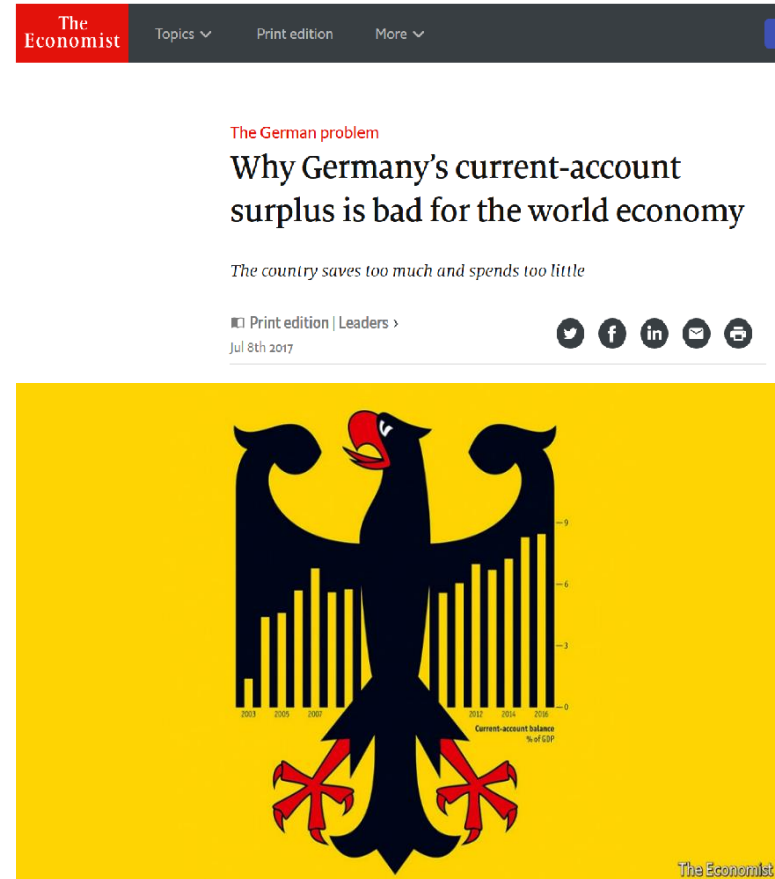 The
Economist
Topics
Print edition
More
The German problem
Why Germany’s current-account
surplus is bad for the world economy
The country saves too much and spends too little
Print edition | Leaders ›
Jul 8th 2017
9
6
3
0
2003 2005 2007 2012 2014 2016
Current-account balance
% of GDP
The Economist